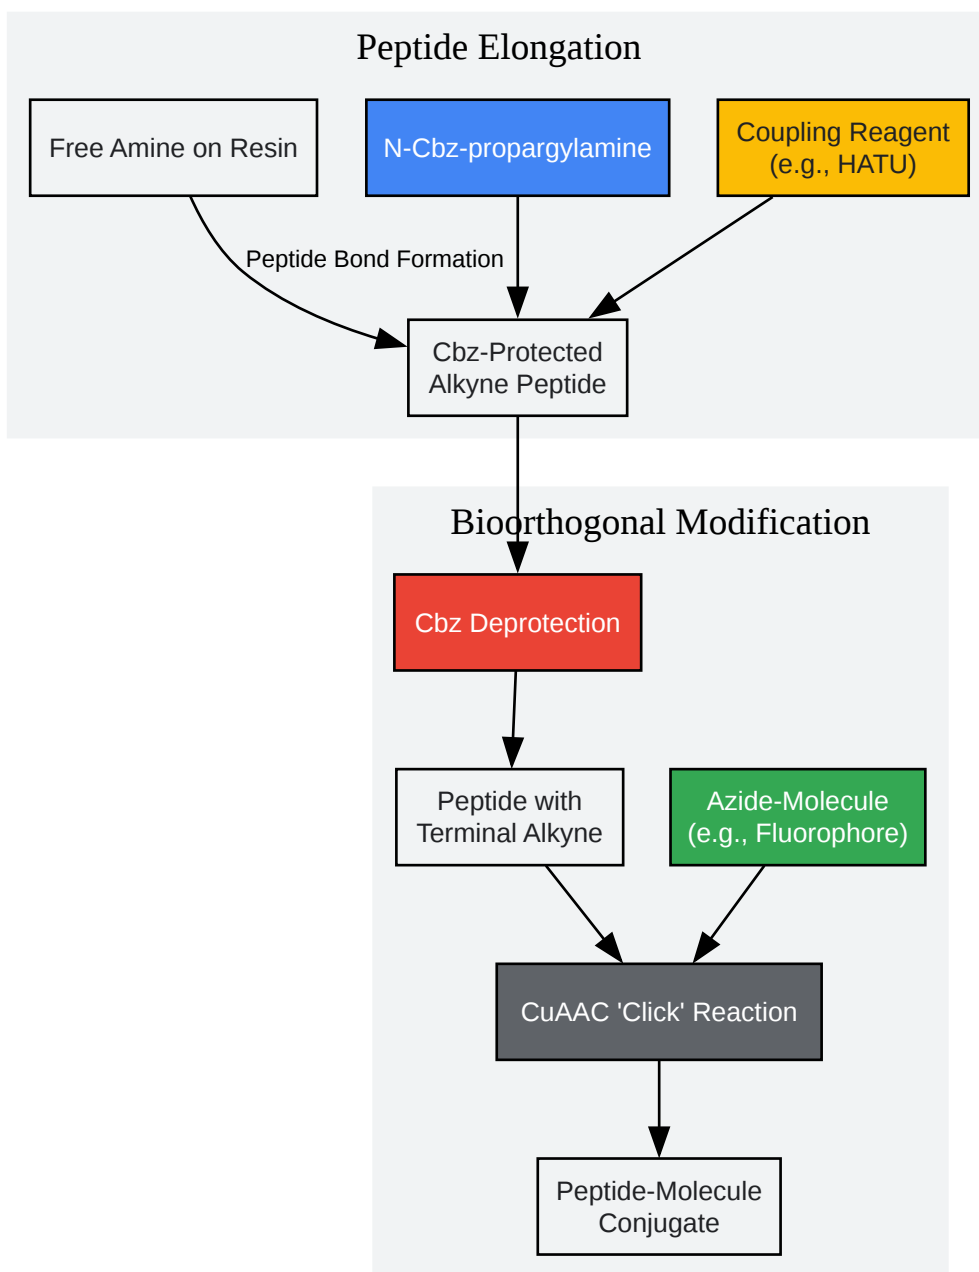 Peptide Elongation
Free Amine on Resin
N-Cbz-propargylamine
Coupling Reagent
(e.g., HATU)
Peptide Bond Formation
Cbz-Protected
Alkyne Peptide
Bioorthogonal Modification
Cbz Deprotection
Peptide with
Terminal Alkyne
Azide-Molecule
(e.g., Fluorophore)
CuAAC 'Click' Reaction
Peptide-Molecule
Conjugate